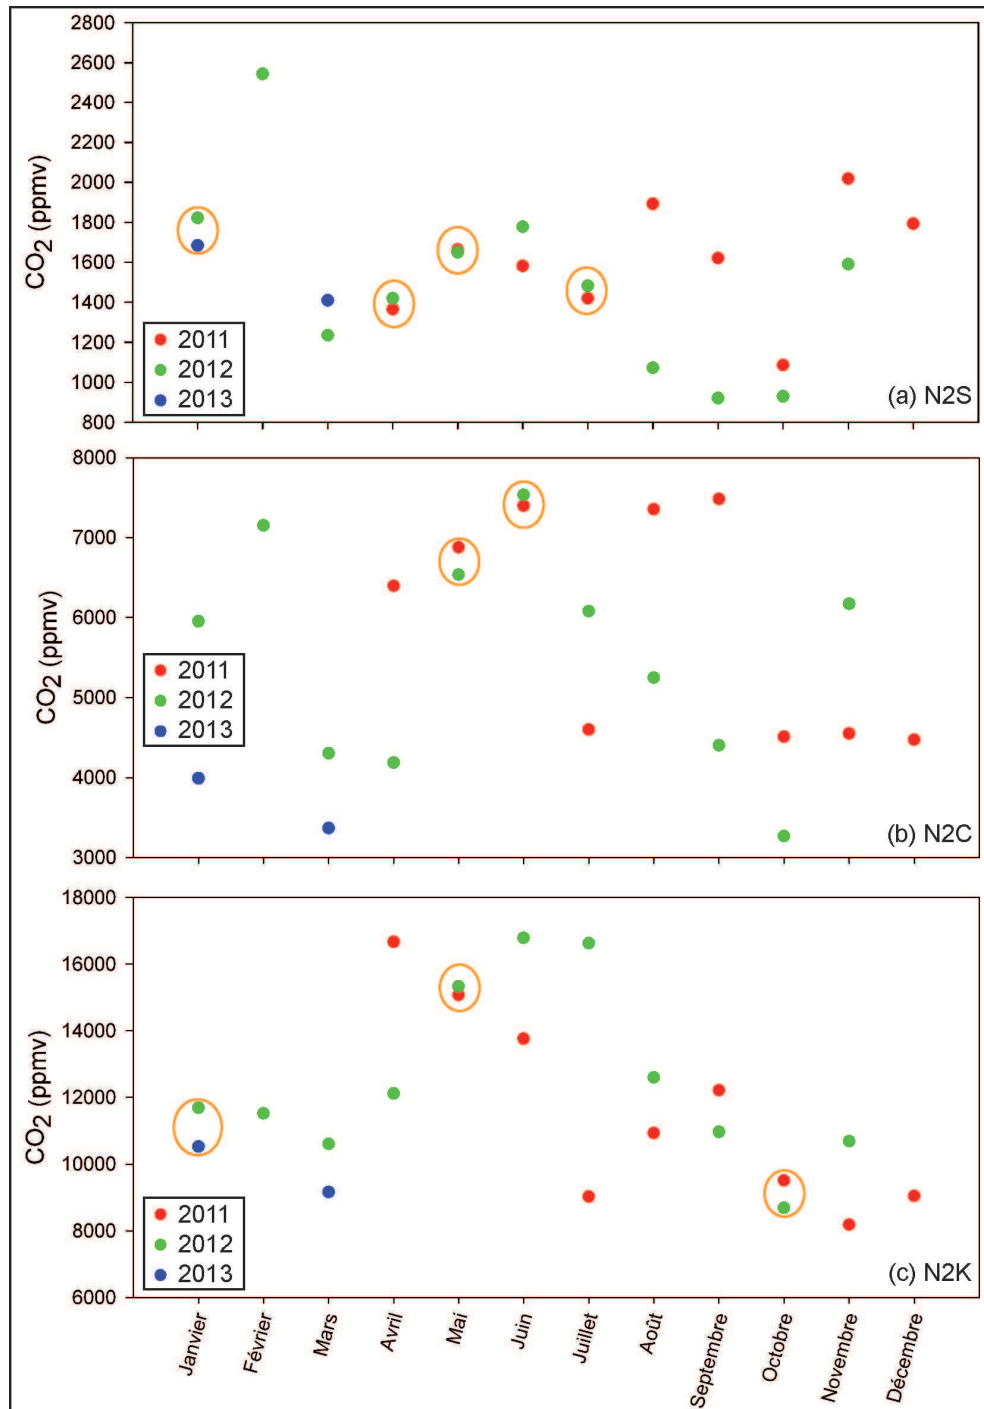 2800
2600
2400
2200
2000
1800
1600
1400
1200
1000
800
CO2 (ppmv)
2011
2012
2013
(a) N2S
8000
7000
6000
5000
4000
3000
CO2 (ppmv)
2011
2012
2013
(b) N2C
18000
16000
14000
12000
10000
8000
6000
CO2 (ppmv)
2011
2012
2013
(c) N2K
Janvier
Février
Mars
Avril
Mai
Juin
Juillet
Août
Septembre
Octobre
Novembre
Décembre